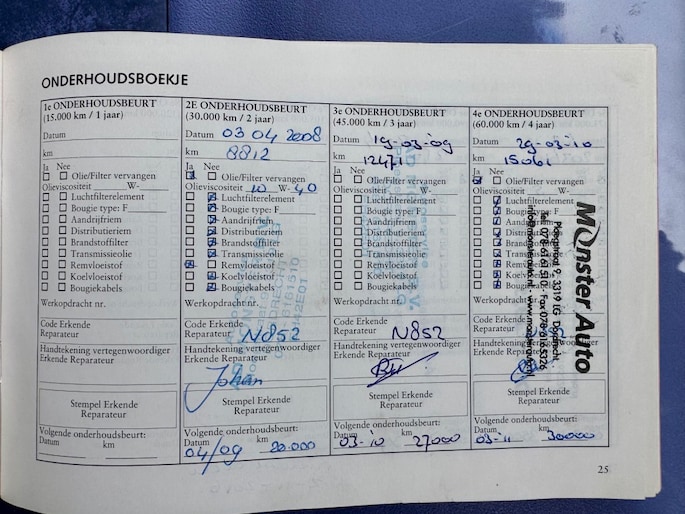 ONDERHOUDSBOEKJE
1e ONDERHOUDSBEURT
(15.000 km / 1 jaar)
Datum
km
Ja Nee
Olie/Filter vervangen
Olieviscositeit W-
Luchtfilterelement
Bougie type: F
Aandrijfriem
Distributieriem
Brandstoffilter
Transmissieolie
Remvloeistof
Koelvloeistof
Bougiekabels
Werkopdracht nr.
Code Erkende
Reparateur
Handtekening vertegenwoordiger
Erkende Reparateur
Stempel Erkende
Reparateur
Volgende onderhoudsbeurt:
Datum km
2E ONDERHOUDSBEURT
(30.000 km / 2 jaar)
Datum 03 04 2008
km 8812
Ja Nee
Olie/Filter vervangen
Olieviscositeit 10 W-40
Luchtfilterelement
Bougie type: F
Aandrijfriem
Distributieriem
Brandstoffilter
Transmissieolie
Remvloeistof
Koelvloeistof
Bougiekabels
Werkopdracht nr.
Code Erkende
Reparateur N852
Handtekening vertegenwoordiger
Erkende Reparateur
Johan
Stempel Erkende
Reparateur
Volgende onderhoudsbeurt:
Datum km
04/09 20.000
3e ONDERHOUDSBEURT
(45.000 km / 3 jaar)
Datum 19-03-09
km 12471
Ja Nee
Olie/Filter vervangen
Olieviscositeit W-
Luchtfilterelement
Bougie type: F
Aandrijfriem
Distributieriem
Brandstoffilter
Transmissieolie
Remvloeistof
Koelvloeistof
Bougiekabels
Werkopdracht nr.
Code Erkende
Reparateur N852
Handtekening vertegenwoordiger
Erkende Reparateur
Stempel Erkende
Reparateur
Volgende onderhoudsbeurt:
Datum km
03-10 27000
4e ONDERHOUDSBEURT
(60.000 km / 4 jaar)
Datum 29-03-10
km 15061
Ja Nee
Olie/Filter vervangen
Olieviscositeit W-
Luchtfilterelement
Bougie type: F
Aandrijfriem
Distributieriem
Brandstoffilter
Transmissieolie
Remvloeistof
Koelvloeistof
Bougiekabels
Werkopdracht nr.
Code Erkende
Reparateur
Handtekening vertegenwoordiger
Erkende Reparateur
Stempel Erkende
Reparateur
Volgende onderhoudsbeurt:
Datum km
03-11 30000
Monster Auto
25